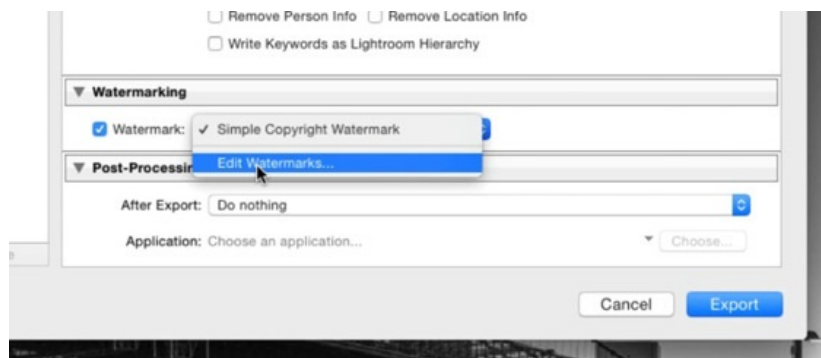 Remove Person Info Remove Location Info
Write Keywords as Lightroom Hierarchy
Watermarking
Watermark: ✓ Simple Copyright Watermark
Edit Watermarks...
Post-Processin
After Export: Do nothing
Application: Choose an application... Choose...
Cancel Export